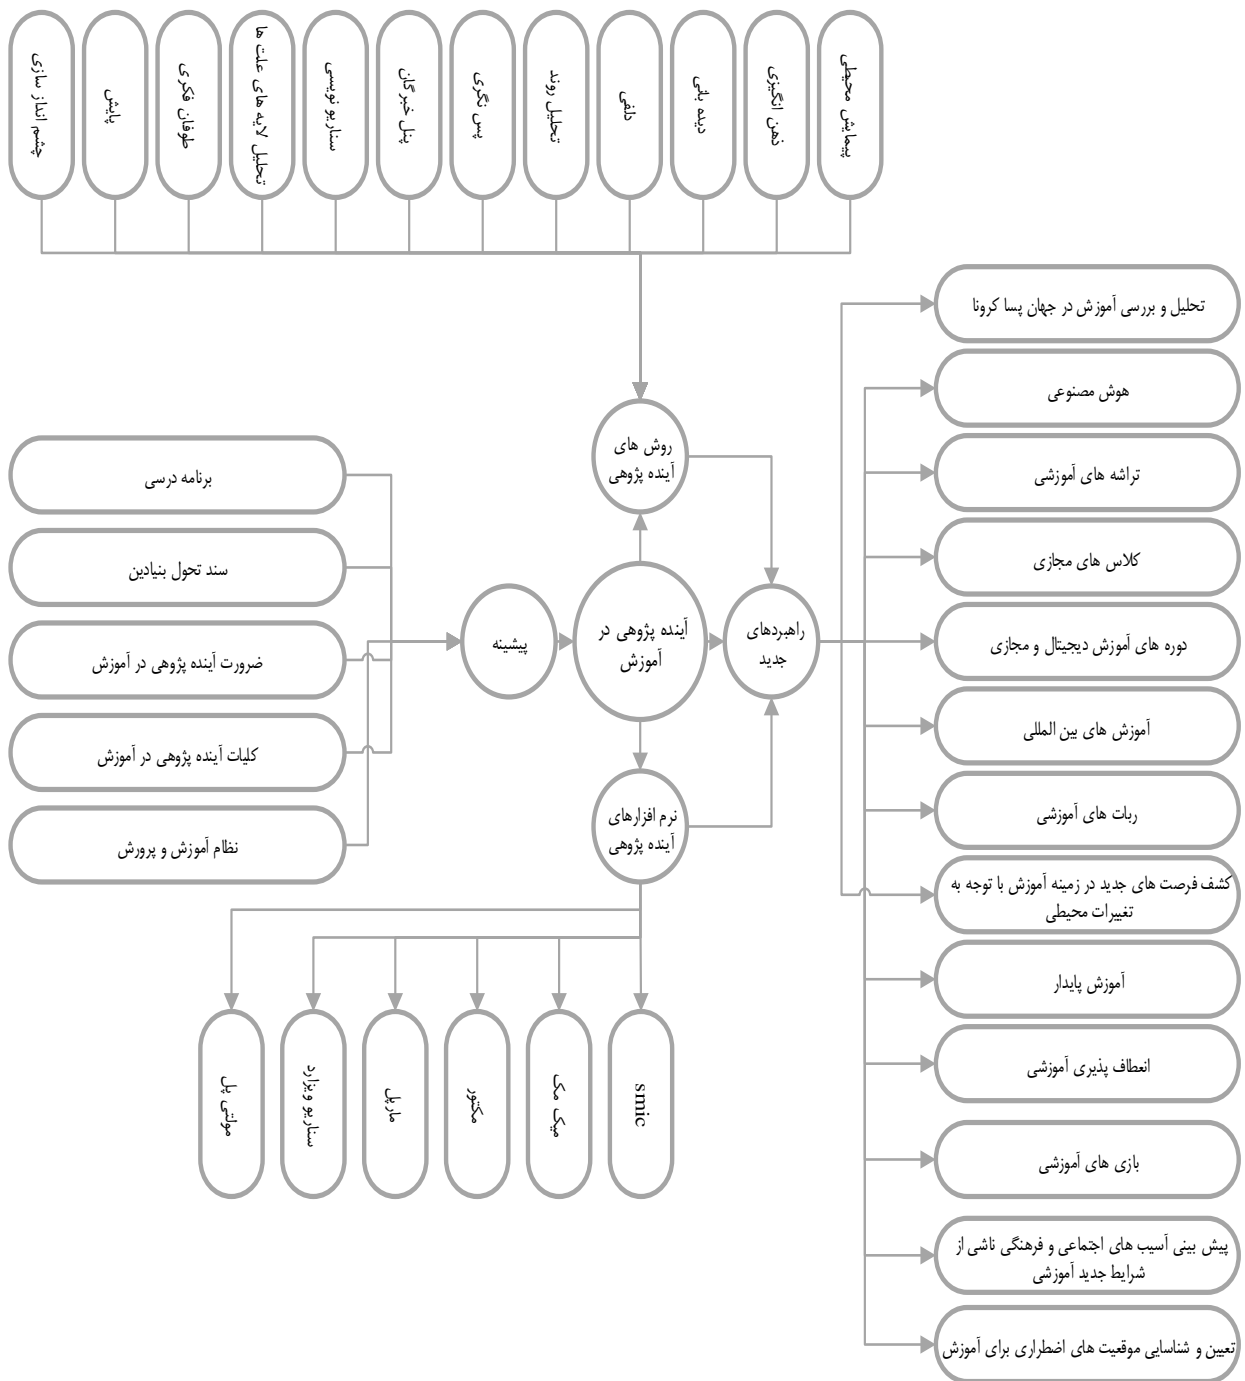 پیمایش محیطی
ذهن انگیزی
دیده بانی
دلفی
تحلیل روند
پس نگری
پنل خبرگان
سناریو نویسی
تحلیل لایه های علت ها
طوفان فکری
پایش
چشم انداز سازی
روش های
آینده پژوهی
آینده پژوهی در
آموزش
راهبردهای
جدید
پیشینه
نرم افزارهای
آینده پژوهی
تحلیل و بررسی آموزش در جهان پسا کرونا
هوش مصنوعی
تراشه های آموزشی
کلاس های مجازی
دوره های آموزش دیجیتال و مجازی
آموزش های بین المللی
ربات های آموزشی
کشف فرصت های جدید در زمینه آموزش با توجه به
تغییرات محیطی
آموزش پایدار
انعطاف پذیری آموزشی
بازی های آموزشی
پیش بینی آسیب های اجتماعی و فرهنگی ناشی از
شرایط جدید آموزشی
تعیین و شناسایی موقعیت های اضطراری برای آموزش
برنامه درسی
سند تحول بنیادین
ضرورت آینده پژوهی در آموزش
کلیات آینده پژوهی در آموزش
نظام آموزش و پرورش
smic
میک مک
مکتور
مارپل
سناریو ویزارد
مولتی پل